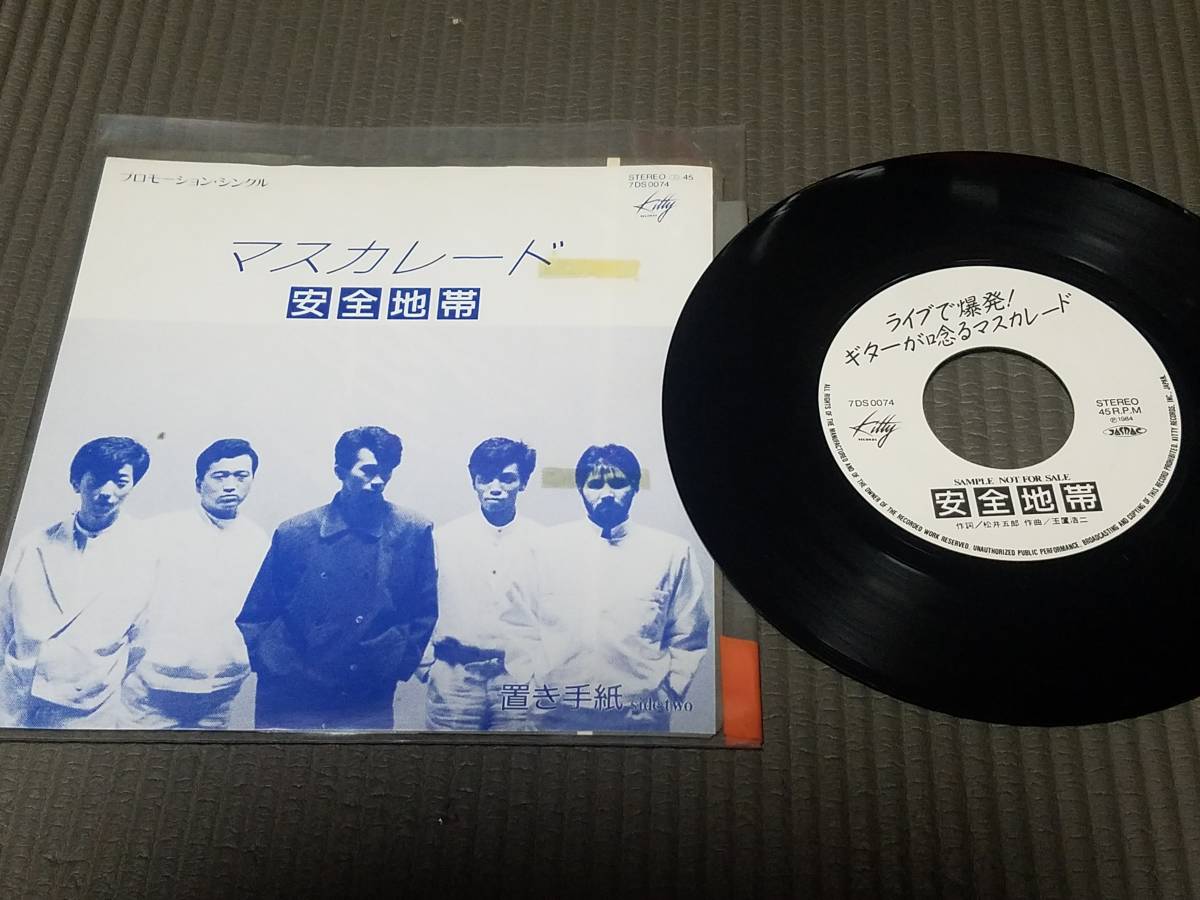 プロモーション・シングル
STEREO 45
7DS0074
Kitty
RECORDS
マスカレード
安全地帯
置き手紙 side two
ライブで爆発!
ギターが唸るマスカレード
7DS0074
Kitty
RECORDS
STEREO
45 R.P.M
Ⓟ1984
JASRAC
SAMPLE NOT FOR SALE
安全地帯
作詞/松井五郎 作曲/玉置浩二
ALL RIGHTS OF THE MANUFACTURER AND OF THE OWNER OF THE RECORDED WORK RESERVED. UNAUTHORIZED PUBLIC PERFORMANCE, BROADCASTING AND COPYING OF THIS RECORD PROHIBITED. KITTY RECORDS, INC., JAPAN.